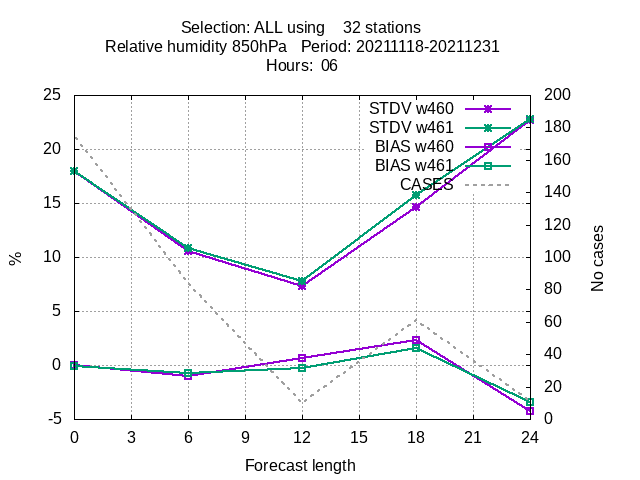 Selection: ALL using    32 stations
Relative humidity 850hPa   Period: 20211118-20211231
Hours:  06
STDV w460
STDV w461
BIAS w460
BIAS w461
CASES
25
20
15
10
5
0
-5
%
200
180
160
140
120
100
80
60
40
20
0
No cases
0 3 6 9 12 15 18 21 24
Forecast length